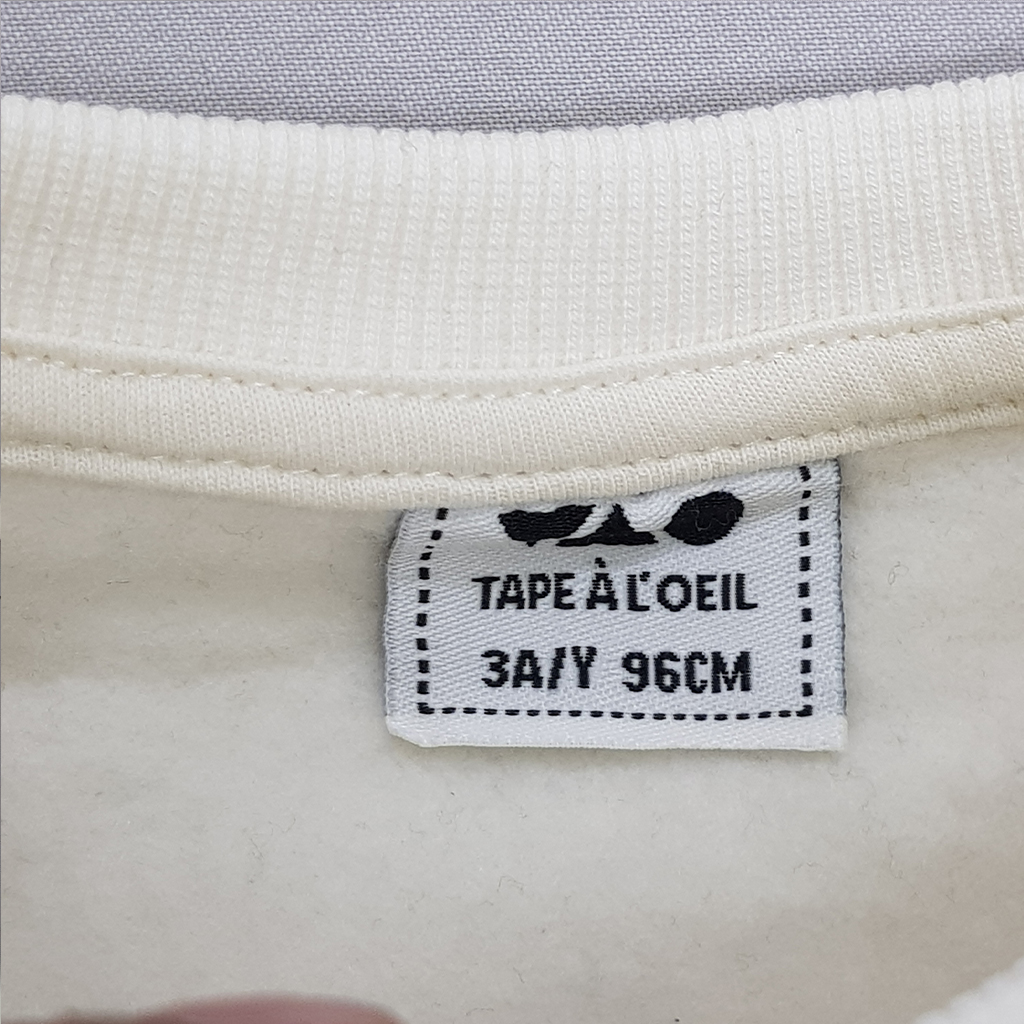 TAPE À L'OEIL
3A/Y 96CM